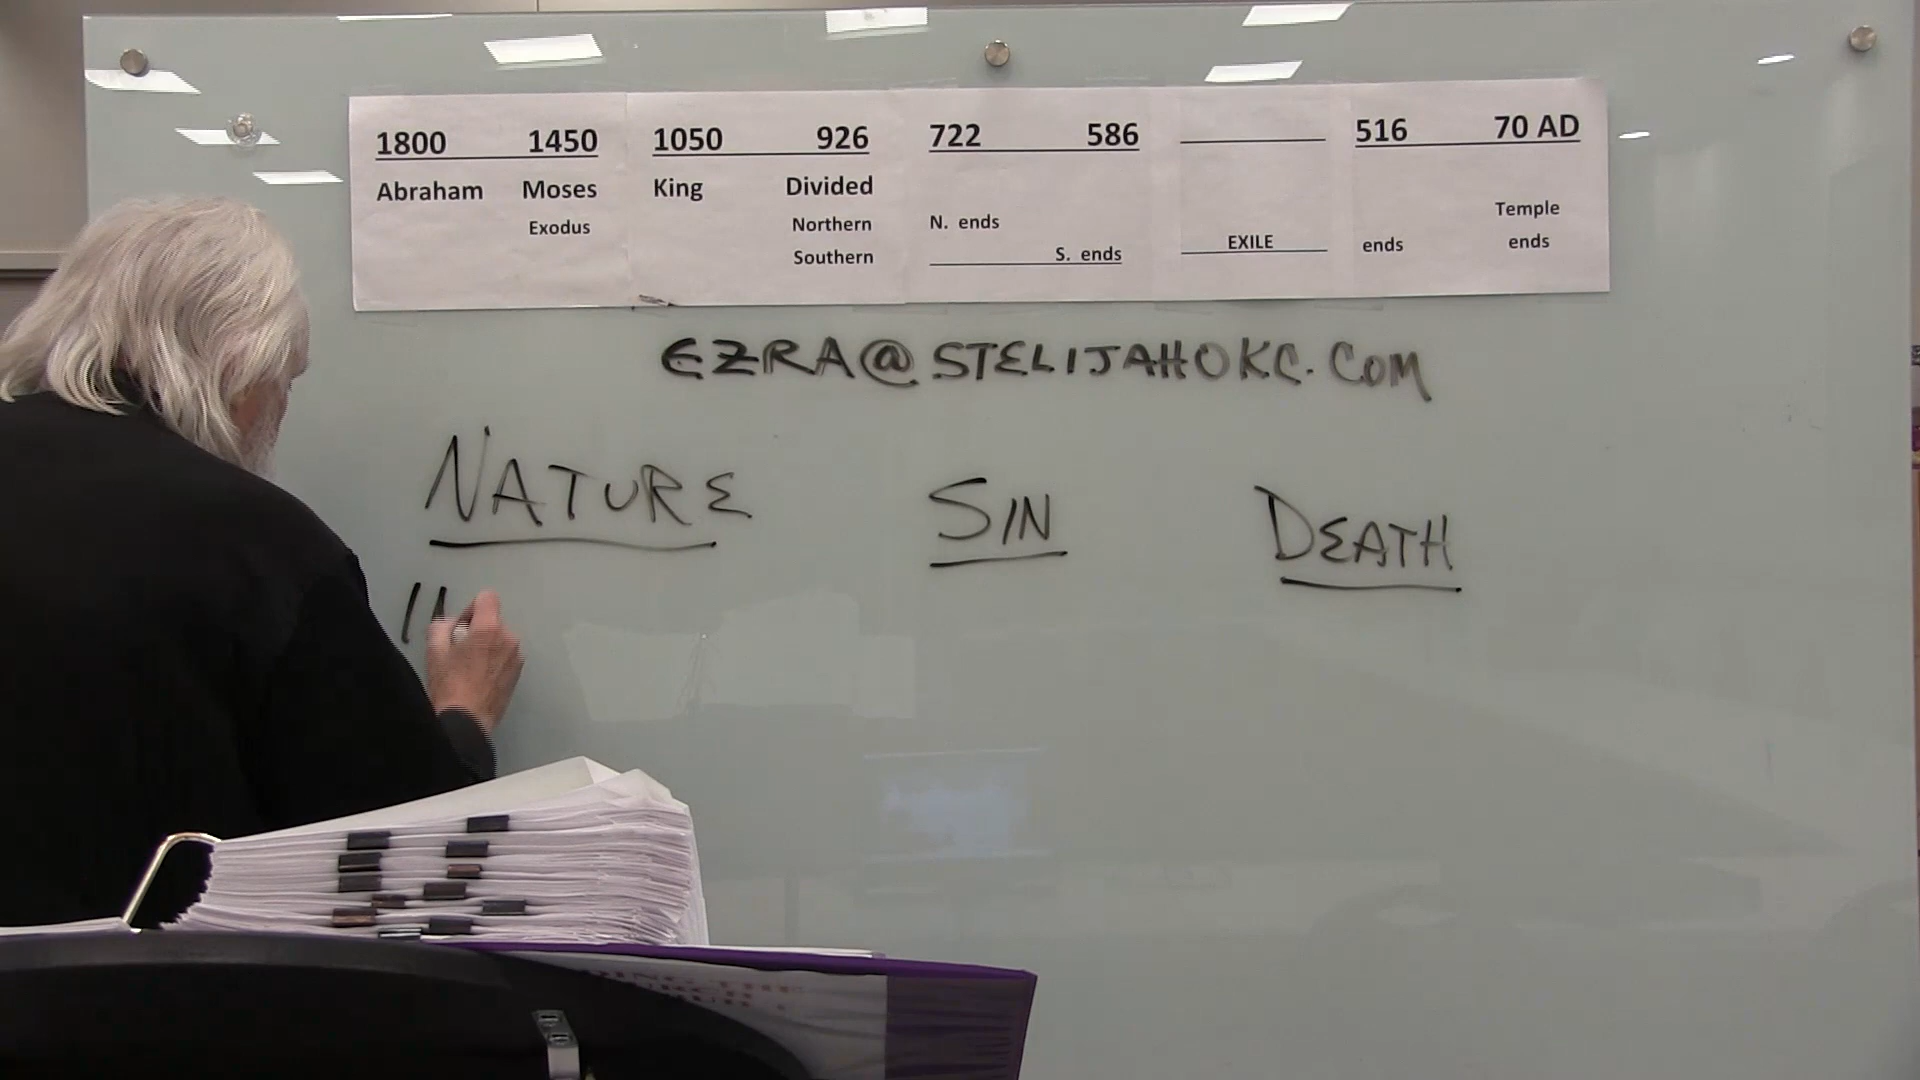 1800 1450 1050 926 722 586 516 70 AD
Abraham Moses King Divided
Exodus Northern N. ends Temple
Southern S. ends EXILE ends ends
EZRA@STELIJAHOKC.COM
NATURE SIN DEATH